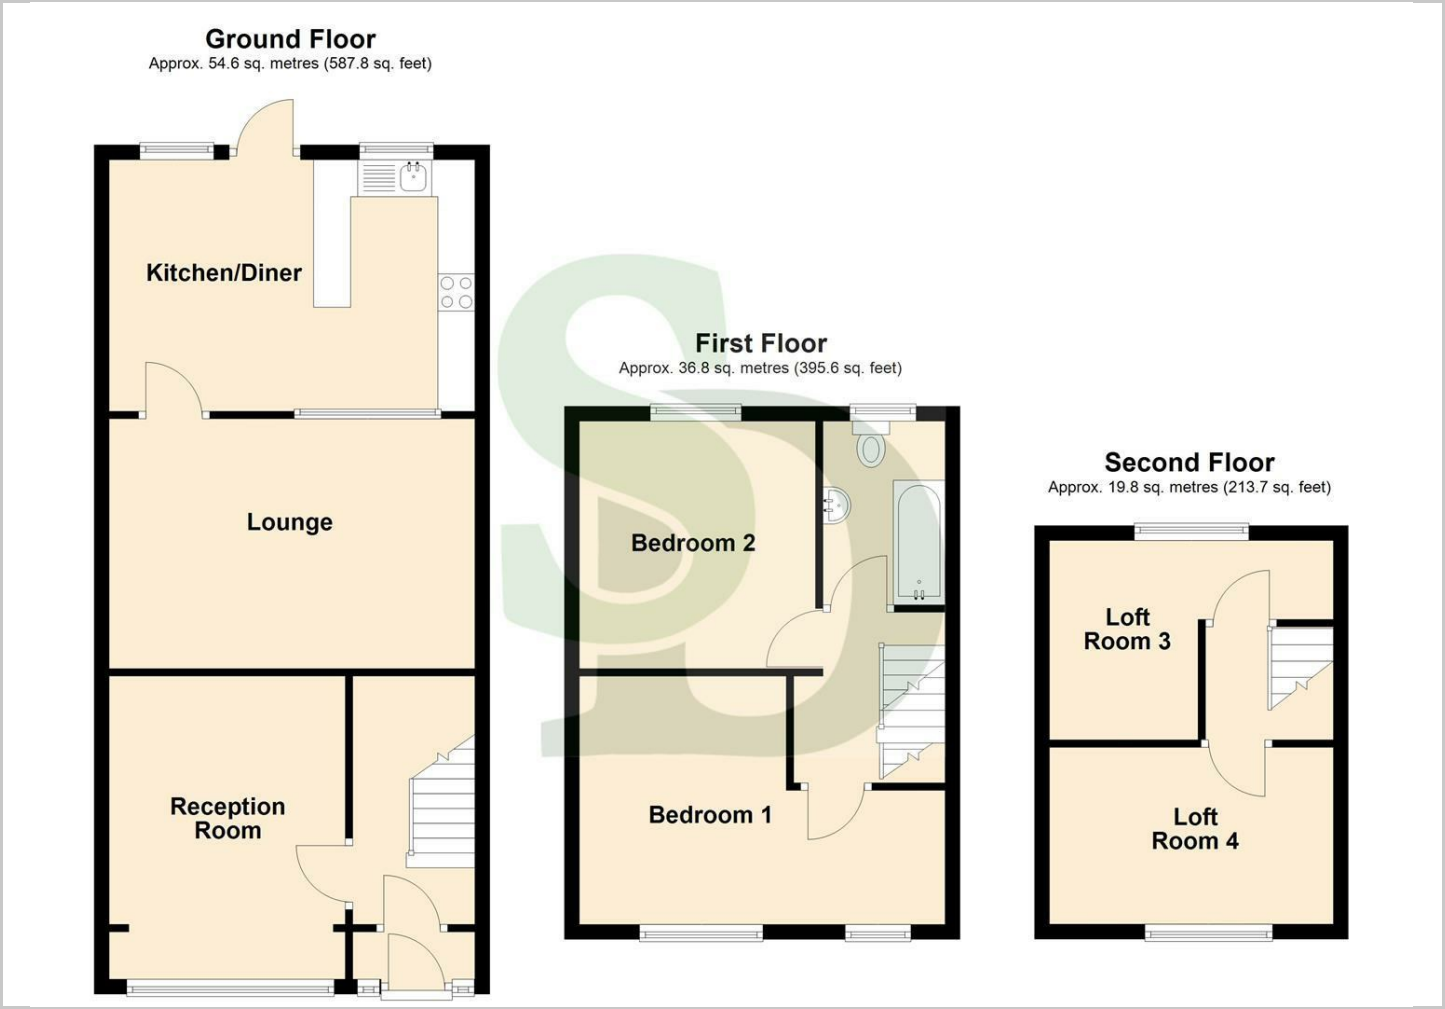 Ground Floor
Approx. 54.6 sq. metres (587.8 sq. feet)
Kitchen/Diner
Lounge
Reception
Room
First Floor
Approx. 36.8 sq. metres (395.6 sq. feet)
Bedroom 2
Bedroom 1
Second Floor
Approx. 19.8 sq. metres (213.7 sq. feet)
Loft
Room 3
Loft
Room 4
SD